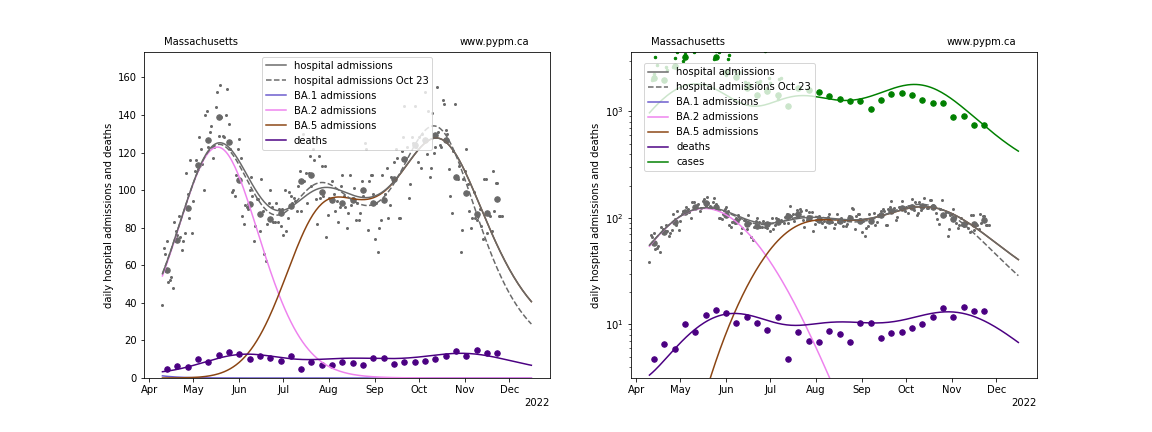 Massachusetts www.pypm.ca
daily hospital admissions and deaths
160
140
120
100
80
60
40
20
0
hospital admissions
hospital admissions Oct 23
BA.1 admissions
BA.2 admissions
BA.5 admissions
deaths
Apr May Jun Jul Aug Sep Oct Nov Dec
2022
Massachusetts www.pypm.ca
daily hospital admissions and deaths
10³
10²
10¹
hospital admissions
hospital admissions Oct 23
BA.1 admissions
BA.2 admissions
BA.5 admissions
deaths
cases
Apr May Jun Jul Aug Sep Oct Nov Dec
2022